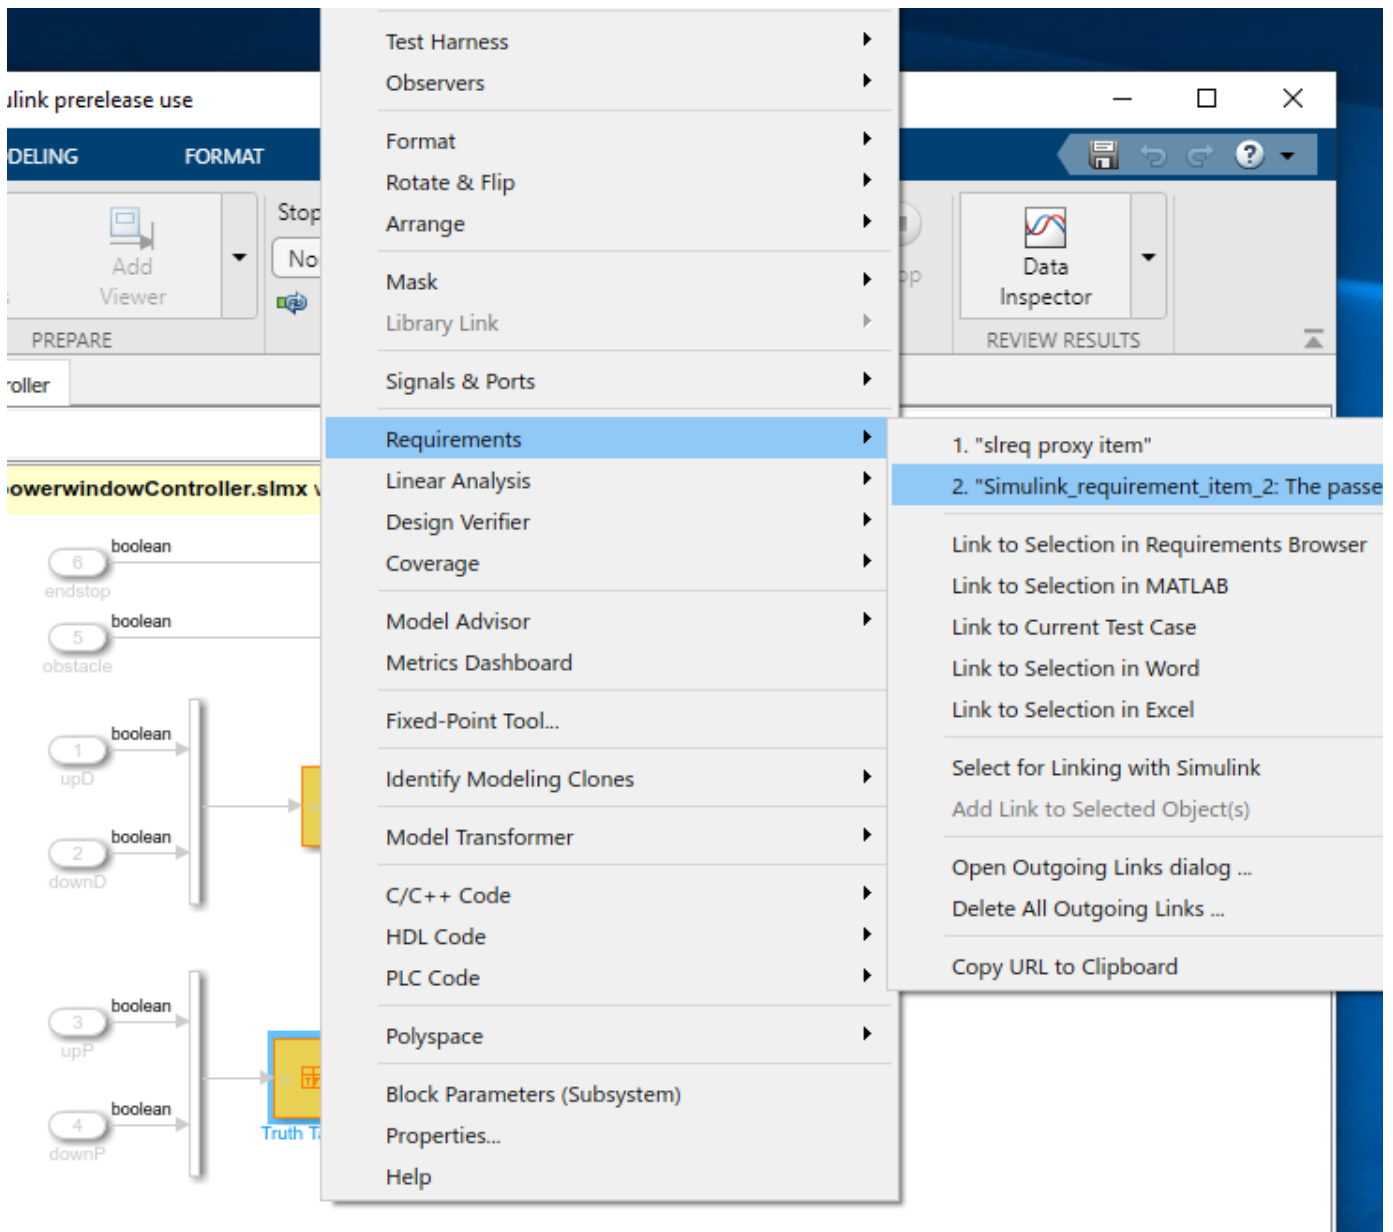 Test Harness
Observers
ulink prerelease use
Format
DELING
FORMAT
Rotate & Flip
Stop
Arrange
Add
Viewer
No
Data
Inspector
Mask
op
Library Link
PREPARE
REVIEW RESULTS
roller
Signals & Ports
Requirements
1. "slreq proxy item"
Linear Analysis
2. "Simulink_requirement_item_2: The passe
powerwindowController.slmx v
Design Verifier
Link to Selection in Requirements Browser
boolean
6
endstop
Coverage
Link to Selection in MATLAB
boolean
5
obstacle
Model Advisor
Link to Current Test Case
Metrics Dashboard
Link to Selection in Word
Fixed-Point Tool...
Link to Selection in Excel
boolean
1
upD
Identify Modeling Clones
Select for Linking with Simulink
Add Link to Selected Object(s)
boolean
2
downD
Model Transformer
Open Outgoing Links dialog ...
C/C++ Code
Delete All Outgoing Links ...
HDL Code
PLC Code
Copy URL to Clipboard
boolean
3
upP
Polyspace
Block Parameters (Subsystem)
boolean
4
downP
Truth Ta
Properties...
Help